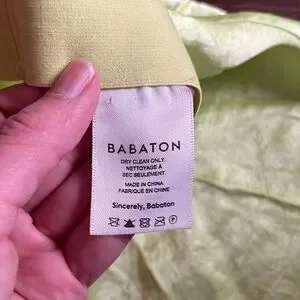 BABATON
DRY CLEAN ONLY.
NETTOYAGE À
SEC SEULEMENT.
MADE IN CHINA
FABRIQUÉ EN CHINE
Sincerely, Babaton
P